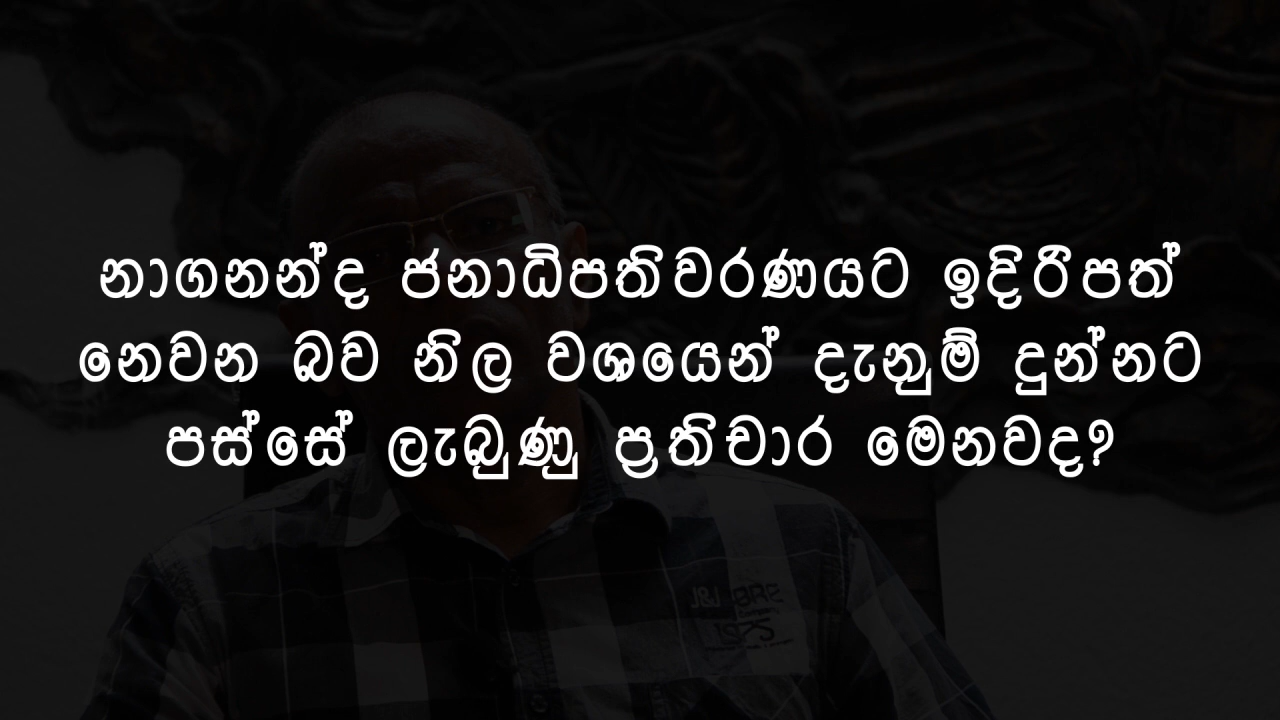 නාගනන්ද ජනාධිපතිවරණයට ඉදිරිපත්
නෙවන බව නිල වශයෙන් දැනුම් දුන්නට
පස්සේ ලැබුණු ප්‍රතිචාර මෙනවද?
J&J